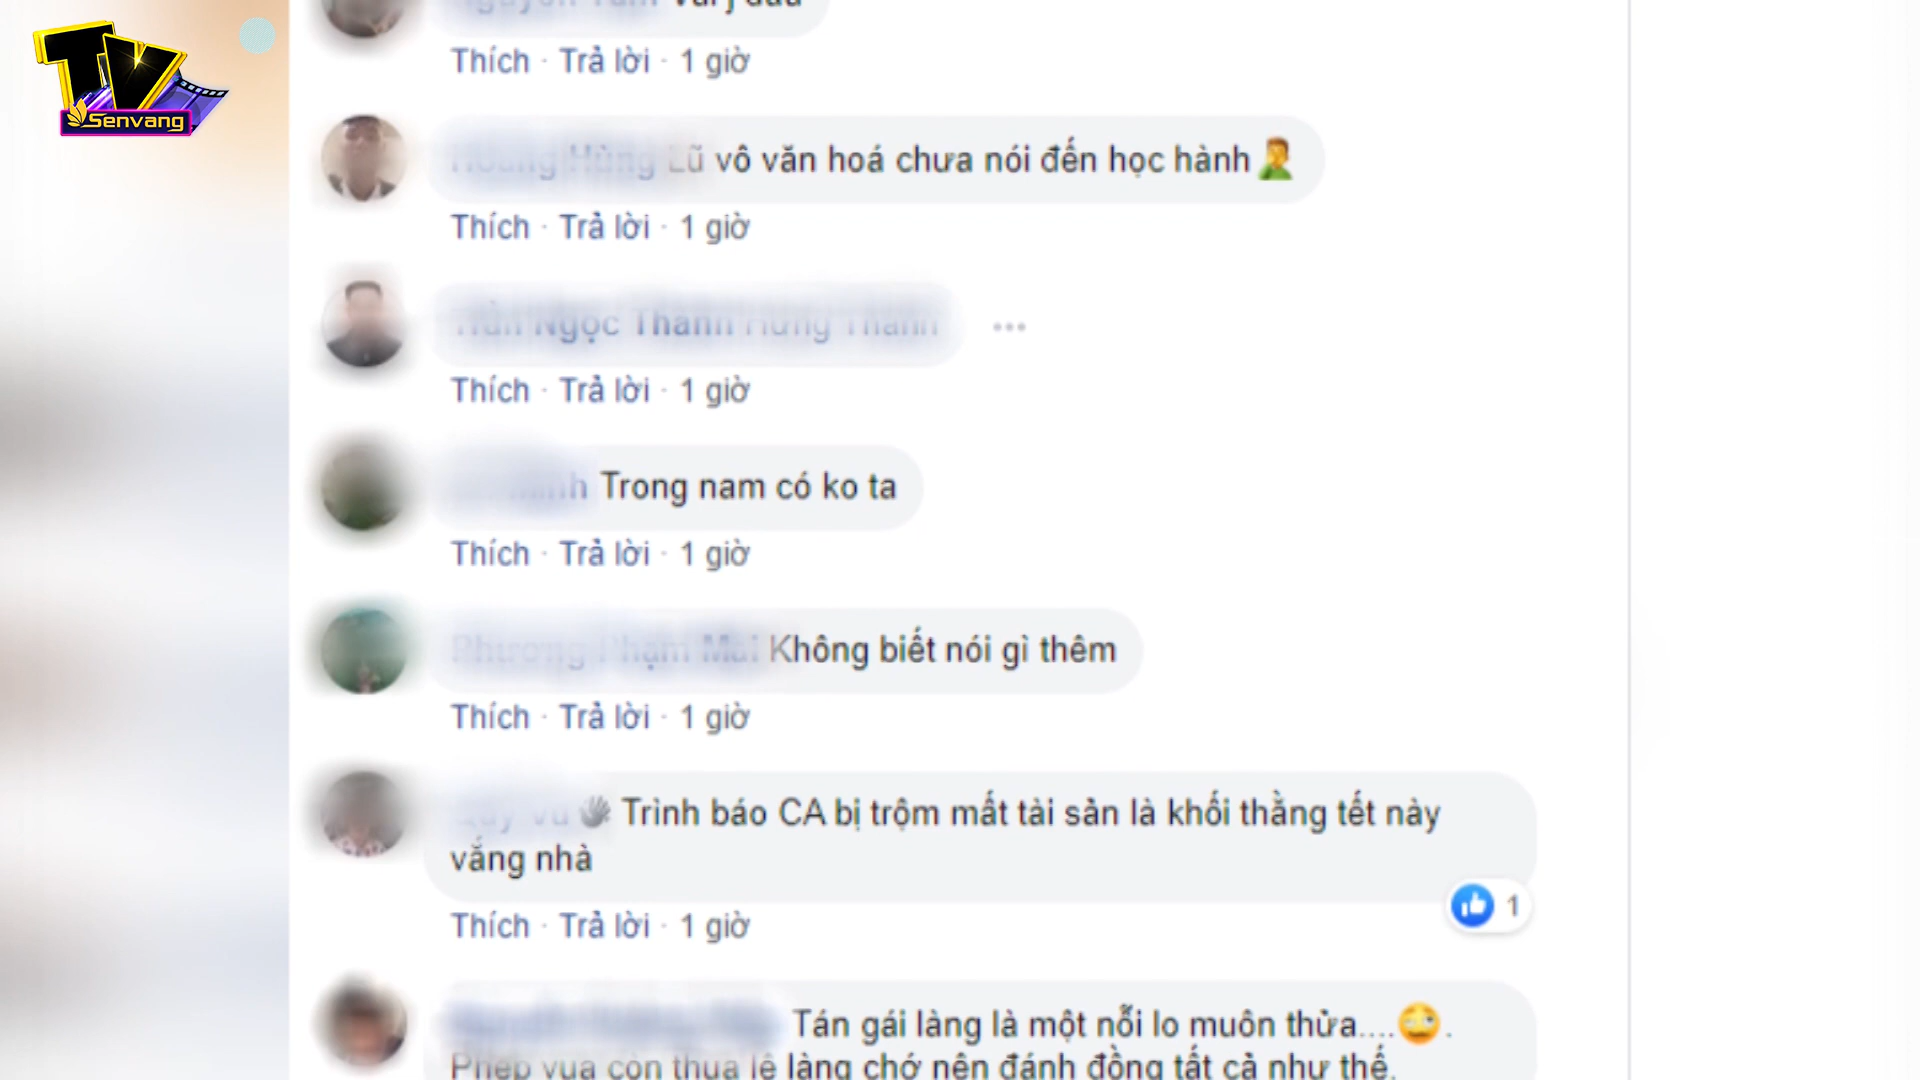 TV
Senvang
Thích · Trả lời · 1 giờ
Lũ vô văn hoá chưa nói đến học hành
Thích · Trả lời · 1 giờ
Ngọc Thành
Thích · Trả lời · 1 giờ
Trong nam có ko ta
Thích · Trả lời · 1 giờ
Không biết nói gì thêm
Thích · Trả lời · 1 giờ
Trình báo CA bị trộm mất tài sản là khối thằng tết này
vắng nhà
1
Thích · Trả lời · 1 giờ
Tán gái làng là một nỗi lo muôn thửa.... .
Phép vua còn thua lệ làng chớ nên đánh đồng tất cả như thế.